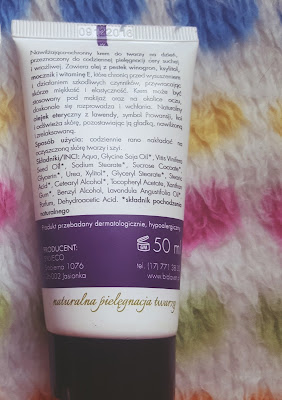 09 2016
Nawilżająco-ochronny krem do twarzy na dzień,
przeznaczony do codziennej pielęgnacji cery suchej
i wrażliwej. Zawiera olej z pestek winogron, ksylitol,
mocznik i witaminę E, które chronią przed wysuszeniem
i działaniem szkodliwych czynników, przywracając
skórze miękkość i elastyczność. Krem może być
stosowany pod makijaż oraz na okolice oczu,
doskonale się rozprowadza i wchłania. Naturalny
olejek eteryczny z lawendy, symbol Prowansji, koi
i odświeża skórę, pozostawiając ją gładką, nawilżoną
zrelaksowaną.
Sposób użycia: codziennie rano nakładać na
oczyszczoną skórę twarzy i szyi.
Składniki/INCI: Aqua, Glycine Soja Oil*, Vitis Vinifera
Seed Oil*, Sodium Stearate*, Sucrose Cocoate*,
Glycerin*, Urea, Xylitol*, Glyceryl Stearate*, Stearic
Acid*, Cetearyl Alcohol*, Tocopheryl Acetate, Xanthan
Gum*, Benzyl Alcohol, Lavandula Angustifolia Oil*,
Parfum, Dehydroacetic Acid. *składnik pochodzenia
naturalnego
Produkt przebadany dermatologicznie, hypoalergiczny
PRODUCENT:
1076
002 Jasionka
50 ml
tel. (17) 771 38
naturalna pielęgnacja twarzy